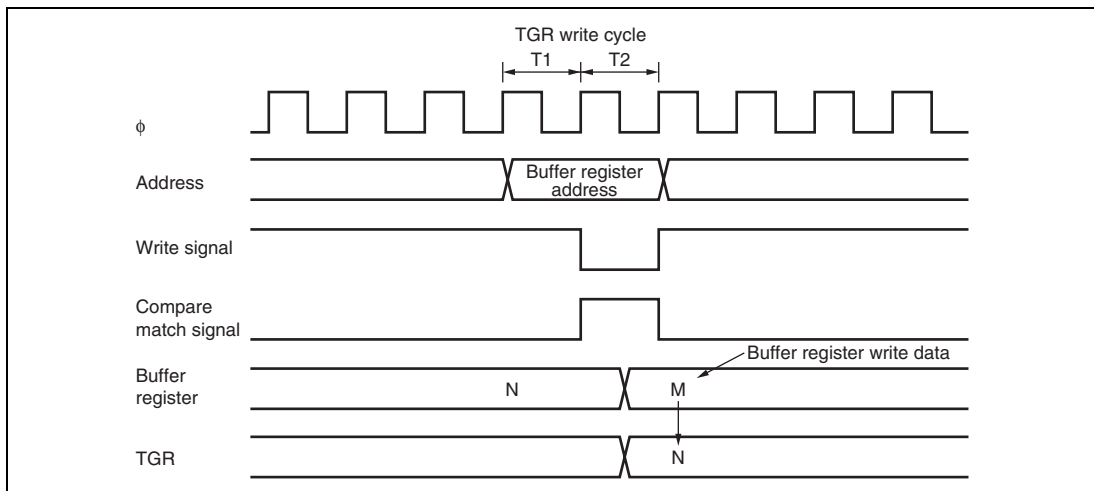 TGR write cycle
T1 T2
ϕ
Address
Buffer register
address
Write signal
Compare
match signal
Buffer register write data
Buffer
register
N M
TGR
N